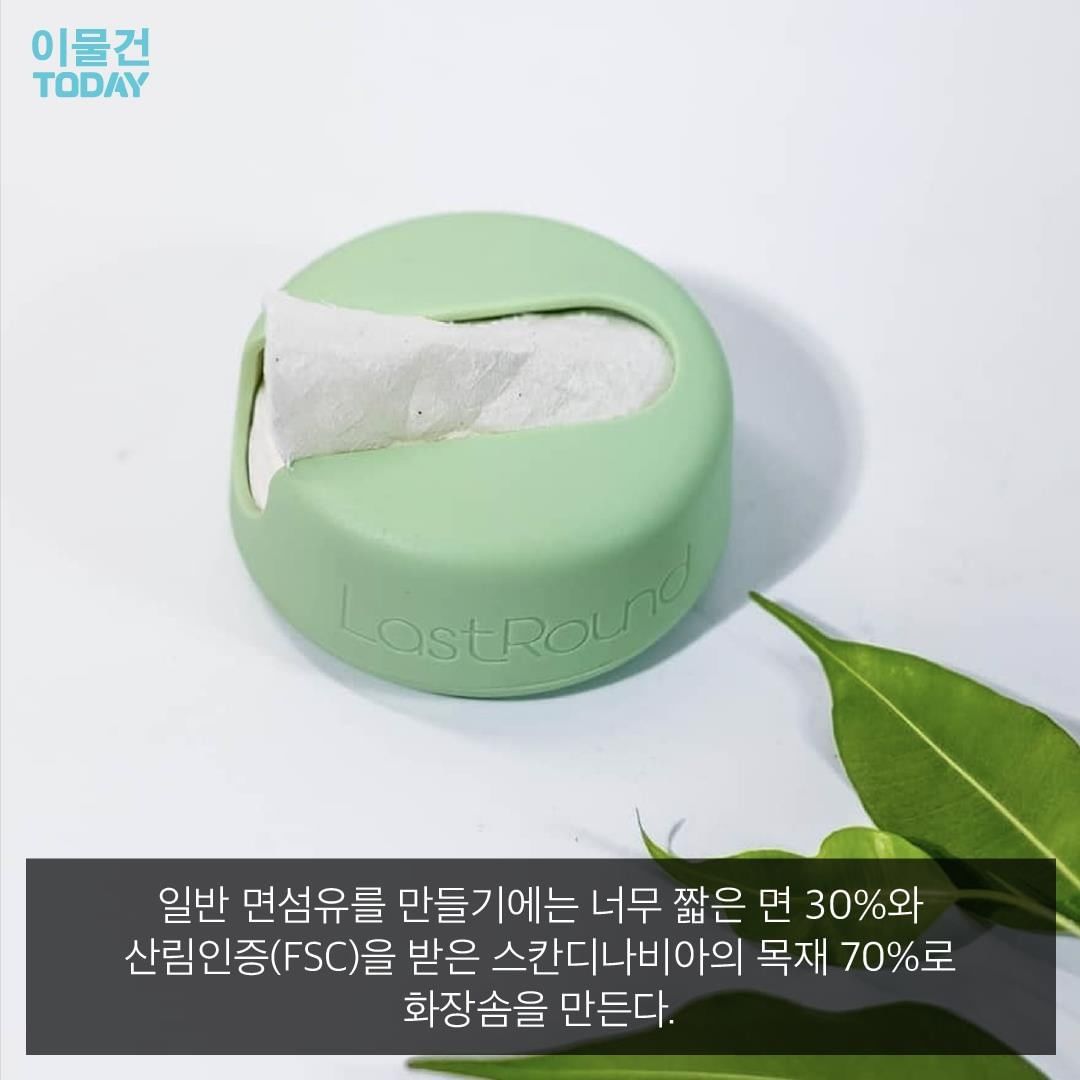 이물건
TODAY
LastRound
일반 면섬유를 만들기에는 너무 짧은 면 30%와
산림인증(FSC)을 받은 스칸디나비아의 목재 70%로
화장솜을 만든다.